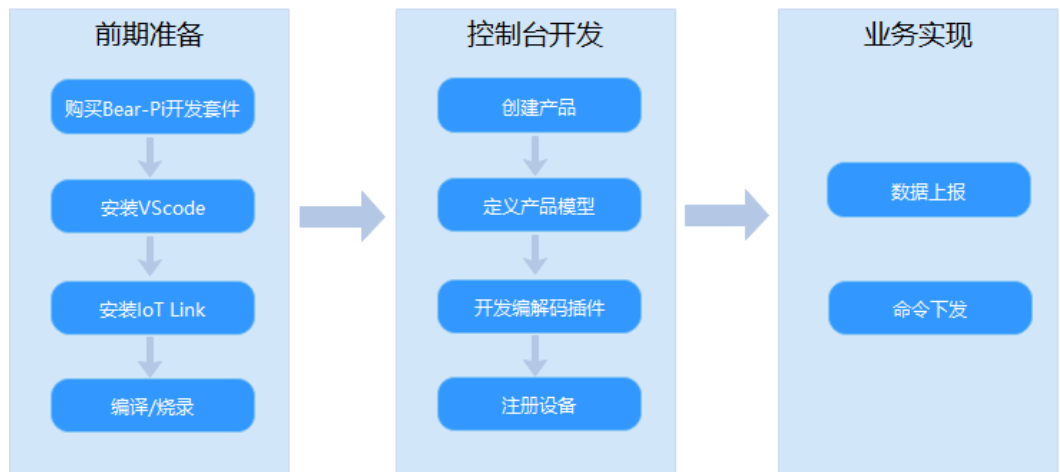 前期准备
购买Bear-Pi开发套件
安装VScode
安装IoT Link
编译/烧录
控制台开发
创建产品
定义产品模型
开发编解码插件
注册设备
业务实现
数据上报
命令下发